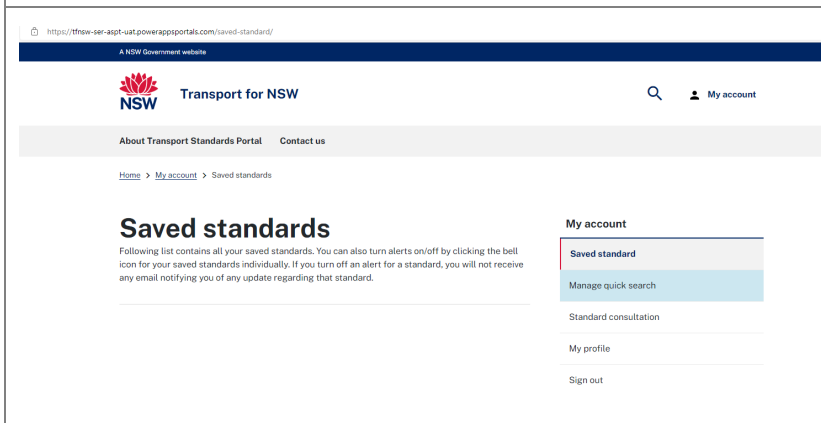 https://tfnsw-ser-aspt-uat.powerappsportals.com/saved-standard/
A NSW Government website
NSW
Transport for NSW
My account
About Transport Standards Portal Contact us
Home > My account > Saved standards
Saved standards
Following list contains all your saved standards. You can also turn alerts on/off by clicking the bell
icon for your saved standards individually. If you turn off an alert for a standard, you will not receive
any email notifying you of any update regarding that standard.
My account
Saved standard
Manage quick search
Standard consultation
My profile
Sign out